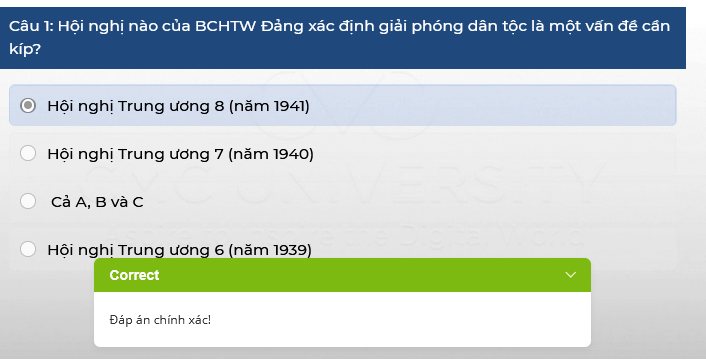 Câu 1: Hội nghị nào của BCHTW Đảng xác định giải phóng dân tộc là một vấn đề cần
kíp?
Hội nghị Trung ương 8 (năm 1941)
Hội nghị Trung ương 7 (năm 1940)
Cả A, B và C
Hội nghị Trung ương 6 (năm 1939)
Correct
Đáp án chính xác!